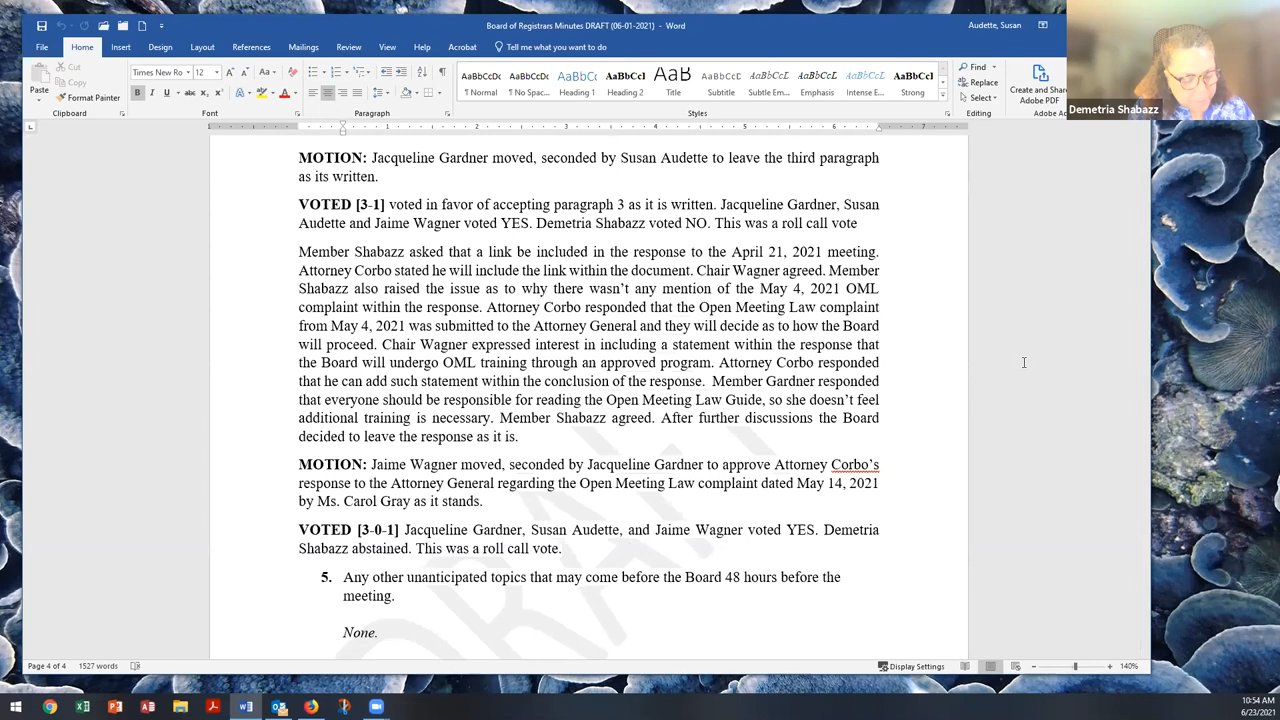 Board of Registrars Minutes DRAFT (06-01-2021) - Word
Audette, Susan
File Home Insert Design Layout References Mailings Review View Help Acrobat Tell me what you want to do
Paste
Cut
Copy
Format Painter
Clipboard
Times New Ro 12
Font
Paragraph
AaBbCcDc AaBbCcDc AaBbCc AaBbCcl AaB AaBbCcD AaBbCcL AaBbCcL AaBbCcL AaBbCcl
¶ Normal ¶ No Spac... Heading 1 Heading 2 Title Subtitle Subtle Em... Emphasis Intense E... Strong
Styles
Find
Replace
Select
Editing
Create and Share
Adobe PDF
Adobe A
Demetria Shabazz
MOTION: Jacqueline Gardner moved, seconded by Susan Audette to leave the third paragraph
as its written.
VOTED [3-1] voted in favor of accepting paragraph 3 as it is written. Jacqueline Gardner, Susan
Audette and Jaime Wagner voted YES. Demetria Shabazz voted NO. This was a roll call vote
Member Shabazz asked that a link be included in the response to the April 21, 2021 meeting.
Attorney Corbo stated he will include the link within the document. Chair Wagner agreed. Member
Shabazz also raised the issue as to why there wasn't any mention of the May 4, 2021 OML
complaint within the response. Attorney Corbo responded that the Open Meeting Law complaint
from May 4, 2021 was submitted to the Attorney General and they will decide as to how the Board
will proceed. Chair Wagner expressed interest in including a statement within the response that
the Board will undergo OML training through an approved program. Attorney Corbo responded
that he can add such statement within the conclusion of the response. Member Gardner responded
that everyone should be responsible for reading the Open Meeting Law Guide, so she doesn't feel
additional training is necessary. Member Shabazz agreed. After further discussions the Board
decided to leave the response as it is.
MOTION: Jaime Wagner moved, seconded by Jacqueline Gardner to approve Attorney Corbo's
response to the Attorney General regarding the Open Meeting Law complaint dated May 14, 2021
by Ms. Carol Gray as it stands.
VOTED [3-0-1] Jacqueline Gardner, Susan Audette, and Jaime Wagner voted YES. Demetria
Shabazz abstained. This was a roll call vote.
5. Any other unanticipated topics that may come before the Board 48 hours before the
meeting.
None.
DRAFT
Page 4 of 4 1527 words
Display Settings
140%
10:54 AM
6/23/2021